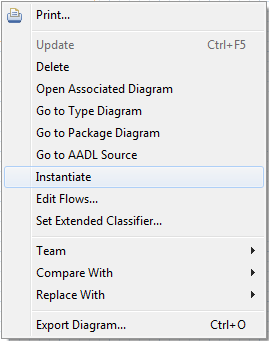 Print...
Update Ctrl+F5
Delete
Open Associated Diagram
Go to Type Diagram
Go to Package Diagram
Go to AADL Source
Instantiate
Edit Flows...
Set Extended Classifier...
Team
Compare With
Replace With
Export Diagram... Ctrl+O